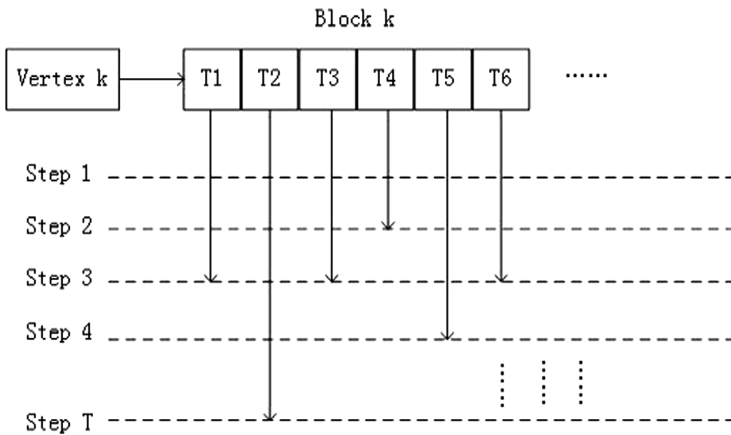 Block k
Vertex k T1 T2 T3 T4 T5 T6 ……
Step 1
Step 2
Step 3
Step 4
Step T